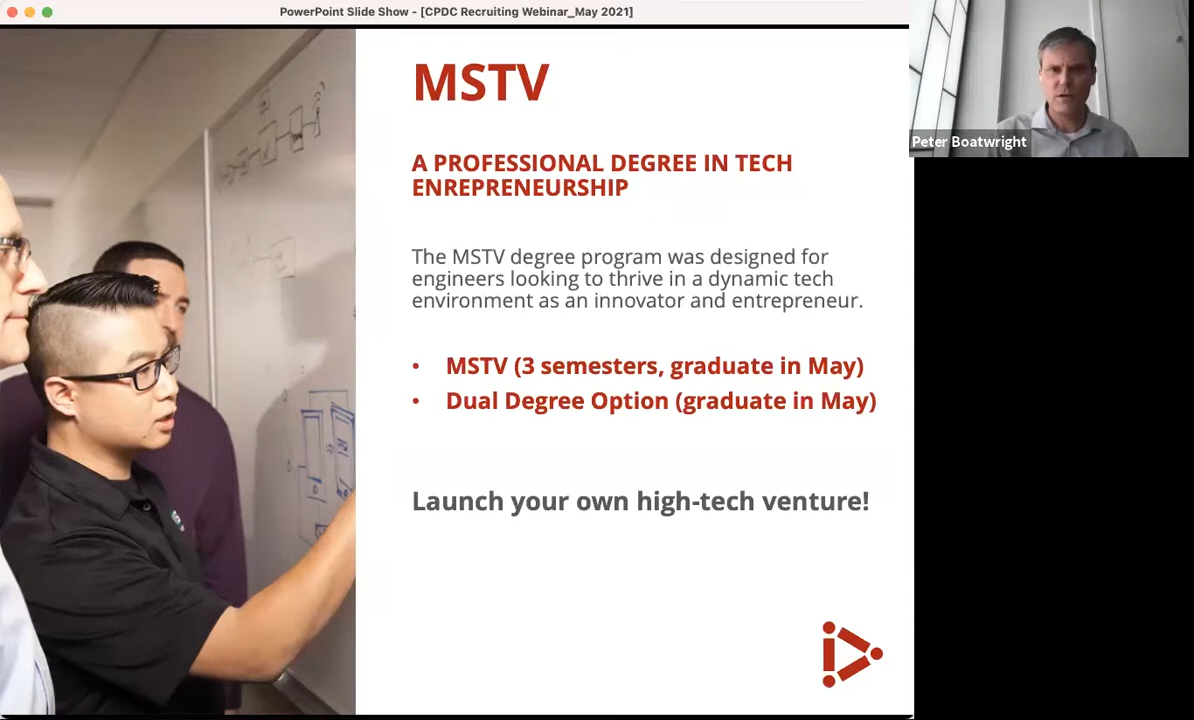 PowerPoint Slide Show - [CPDC Recruiting Webinar_May 2021]
MSTV
A PROFESSIONAL DEGREE IN TECH
ENREPRENEURSHIP
The MSTV degree program was designed for
engineers looking to thrive in a dynamic tech
environment as an innovator and entrepreneur.
• MSTV (3 semesters, graduate in May)
• Dual Degree Option (graduate in May)
Launch your own high-tech venture!
Peter Boatwright